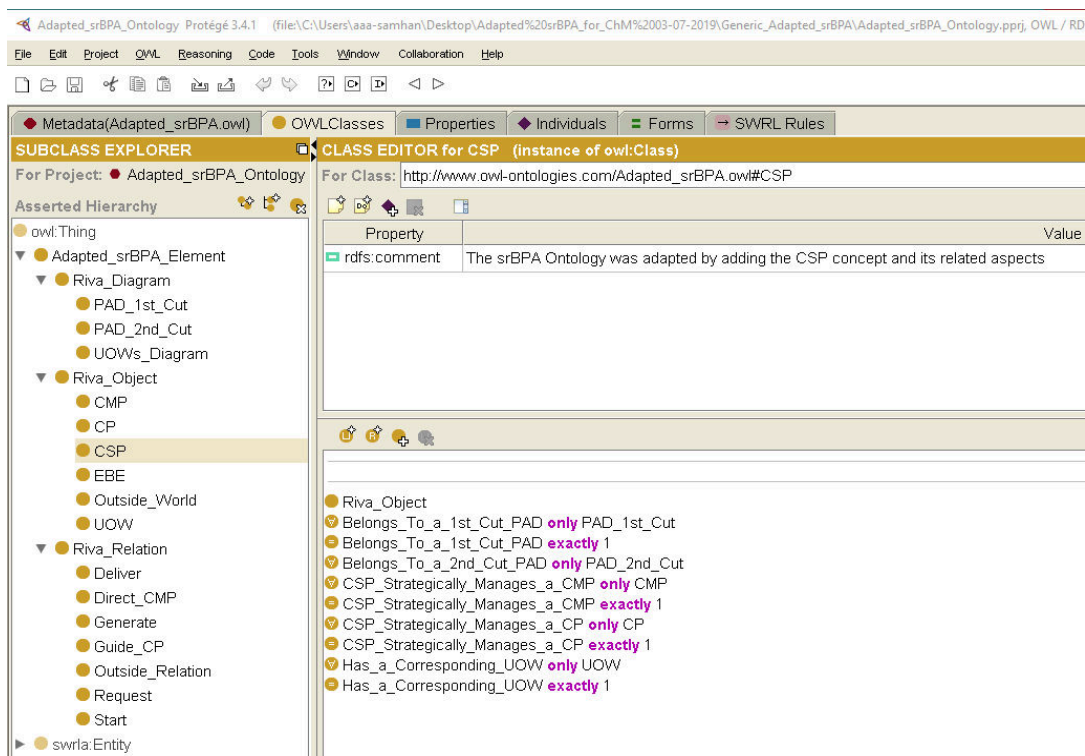 Adapted_srBPA_Ontology Protégé 3.4.1 (file:\C:\Users\aaa-samhan\Desktop\Adapted%20srBPA_for_ChM%2003-07-2019\Generic_Adapted_srBPA\Adapted_srBPA_Ontology.pprj, OWL / RD
File Edit Project OWL Reasoning Code Tools Window Collaboration Help
Metadata(Adapted_srBPA.owl) OWLClasses Properties Individuals Forms SWRL Rules
SUBCLASS EXPLORER
For Project: Adapted_srBPA_Ontology
Asserted Hierarchy
owl:Thing
Adapted_srBPA_Element
Riva_Diagram
PAD_1st_Cut
PAD_2nd_Cut
UOWs_Diagram
Riva_Object
CMP
CP
CSP
EBE
Outside_World
UOW
Riva_Relation
Deliver
Direct_CMP
Generate
Guide_CP
Outside_Relation
Request
Start
swrla:Entity
CLASS EDITOR for CSP (instance of owl:Class)
For Class: http://www.owl-ontologies.com/Adapted_srBPA.owl#CSP
Property Value
rdfs:comment The srBPA Ontology was adapted by adding the CSP concept and its related aspects
Riva_Object
Belongs_To_a_1st_Cut_PAD only PAD_1st_Cut
Belongs_To_a_1st_Cut_PAD exactly 1
Belongs_To_a_2nd_Cut_PAD only PAD_2nd_Cut
CSP_Strategically_Manages_a_CMP only CMP
CSP_Strategically_Manages_a_CMP exactly 1
CSP_Strategically_Manages_a_CP only CP
CSP_Strategically_Manages_a_CP exactly 1
Has_a_Corresponding_UOW only UOW
Has_a_Corresponding_UOW exactly 1